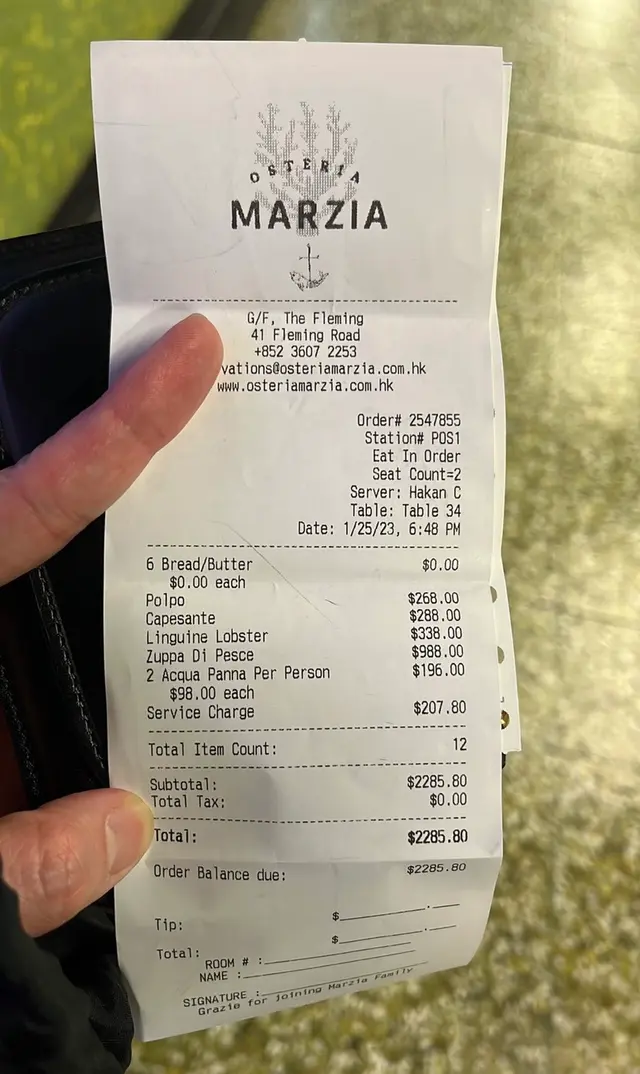 OSTERIA
MARZIA
G/F, The Fleming
41 Fleming Road
+852 3607 2253
vations@osteriamarzia.com.hk
www.osteriamarzia.com.hk
Order# 2547855
Station# POS1
Eat In Order
Seat Count=2
Server: Hakan C
Table: Table 34
Date: 1/25/23, 6:48 PM
6 Bread/Butter $0.00
$0.00 each
Polpo $268.00
Capesante $288.00
Linguine Lobster $338.00
Zuppa Di Pesce $988.00
2 Acqua Panna Per Person $196.00
$98.00 each
Service Charge $207.80
Total Item Count: 12
Subtotal: $2285.80
Total Tax: $0.00
Total: $2285.80
Order Balance due: $2285.80
Tip: $
Total: $
ROOM # :
NAME :
SIGNATURE :
Grazie for joining Marzia Family